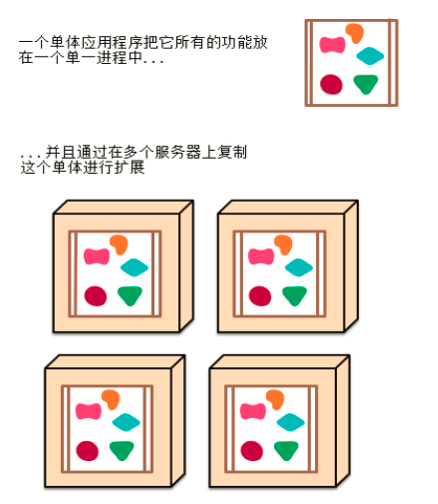 一个单体应用程序把它所有的功能放
在一个单一进程中...
...并且通过在多个服务器上复制
这个单体进行扩展